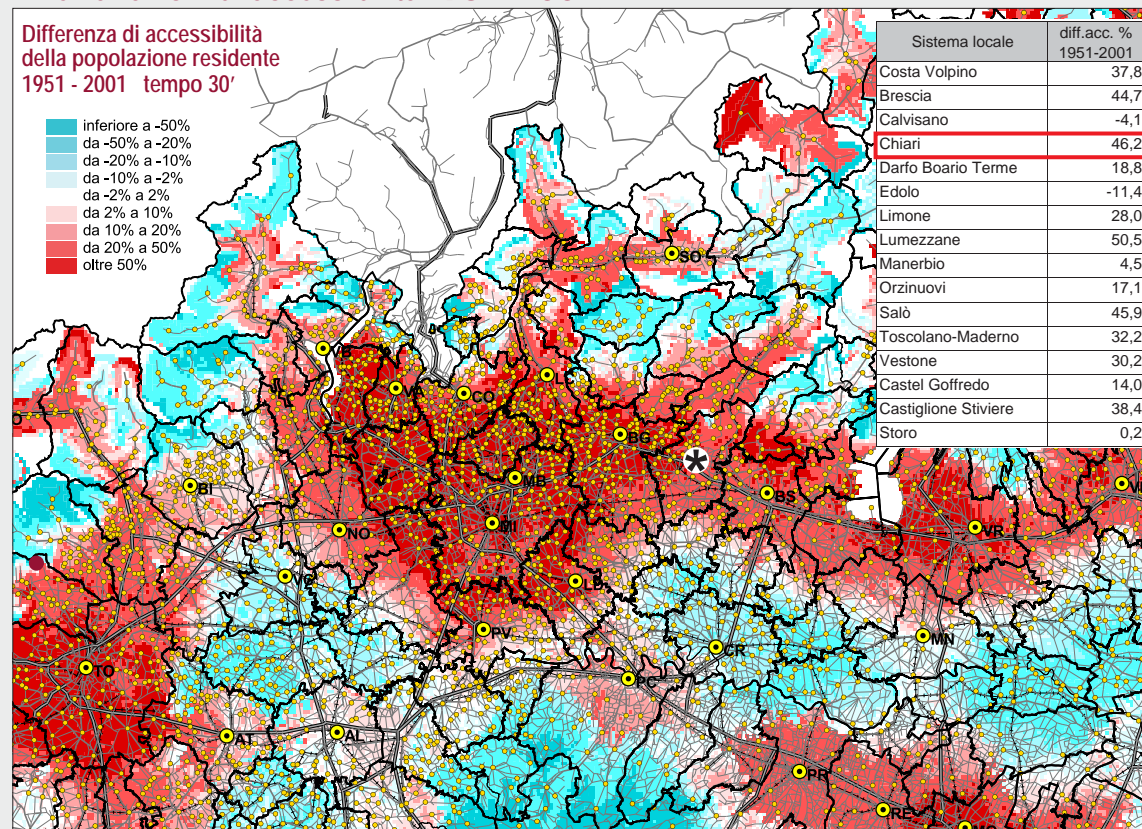 Differenza di accessibilità
della popolazione residente
1951 - 2001 tempo 30'
inferiore a -50%
da -50% a -20%
da -20% a -10%
da -10% a -2%
da -2% a 2%
da 2% a 10%
da 10% a 20%
da 20% a 50%
oltre 50%
Sistema locale diff.acc. % 1951-2001
Costa Volpino 37,8
Brescia 44,7
Calvisano -4,1
Chiari 46,2
Darfo Boario Terme 18,8
Edolo -11,4
Limone 28,0
Lumezzane 50,5
Manerbio 4,5
Orzinuovi 17,1
Salò 45,9
Toscolano-Maderno 32,2
Vestone 30,2
Castel Goffredo 14,0
Castiglione Stiviere 38,4
Storo 0,2
SO
VB
CO
BG
BI
MB
BS
MI
NO
VR
VC
PV
MN
CR
TO
PC
AT
AL
PR
RE